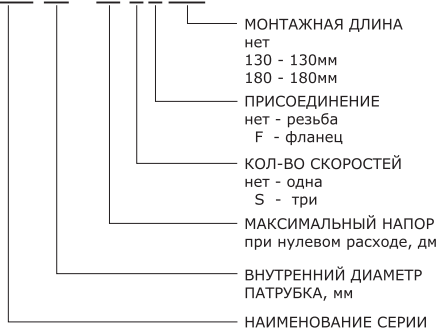 МОНТАЖНАЯ ДЛИНА
нет
130 - 130мм
180 - 180мм
ПРИСОЕДИНЕНИЕ
нет - резьба
F - фланец
КОЛ-ВО СКОРОСТЕЙ
нет - одна
S - три
МАКСИМАЛЬНЫЙ НАПОР
при нулевом расходе, дм
ВНУТРЕННИЙ ДИАМЕТР
ПАТРУБКА, мм
НАИМЕНОВАНИЕ СЕРИИ